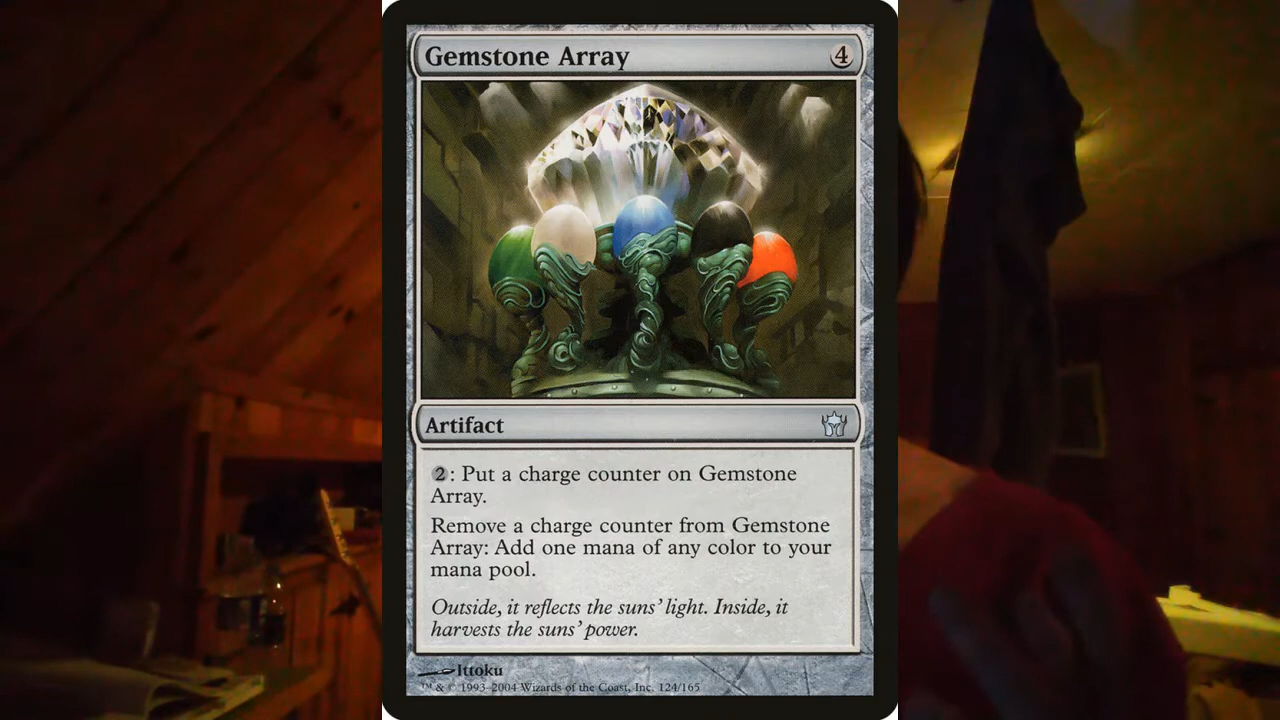 Gemstone Array 4
Artifact
2: Put a charge counter on Gemstone
Array.
Remove a charge counter from Gemstone
Array: Add one mana of any color to your
mana pool.
Outside, it reflects the suns' light. Inside, it
harvests the suns' power.
Ittoku
™ & © 1993–2004 Wizards of the Coast, Inc. 124/165